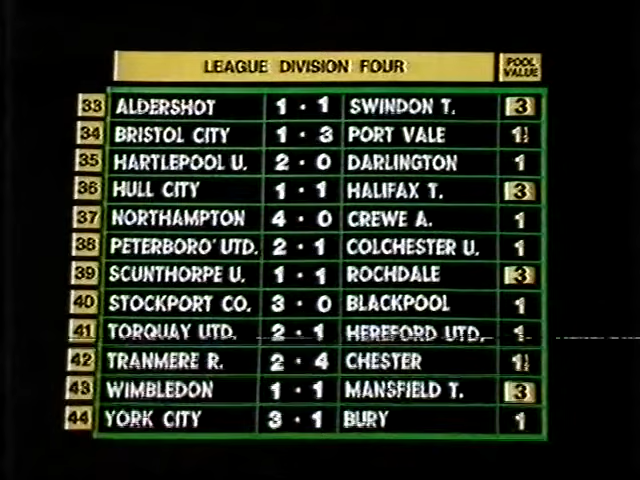 LEAGUE DIVISION FOUR POOL VALUE
33 ALDERSHOT 1 · 1 SWINDON T. 3
34 BRISTOL CITY 1 · 3 PORT VALE 1½
35 HARTLEPOOL U. 2 · 0 DARLINGTON 1
36 HULL CITY 1 · 1 HALIFAX T. 3
37 NORTHAMPTON 4 · 0 CREWE A. 1
38 PETERBORO' UTD. 2 · 1 COLCHESTER U. 1
39 SCUNTHORPE U. 1 · 1 ROCHDALE 3
40 STOCKPORT CO. 3 · 0 BLACKPOOL 1
41 TORQUAY UTD. 2 · 1 HEREFORD UTD. 1
42 TRANMERE R. 2 · 4 CHESTER 1½
43 WIMBLEDON 1 · 1 MANSFIELD T. 3
44 YORK CITY 3 · 1 BURY 1